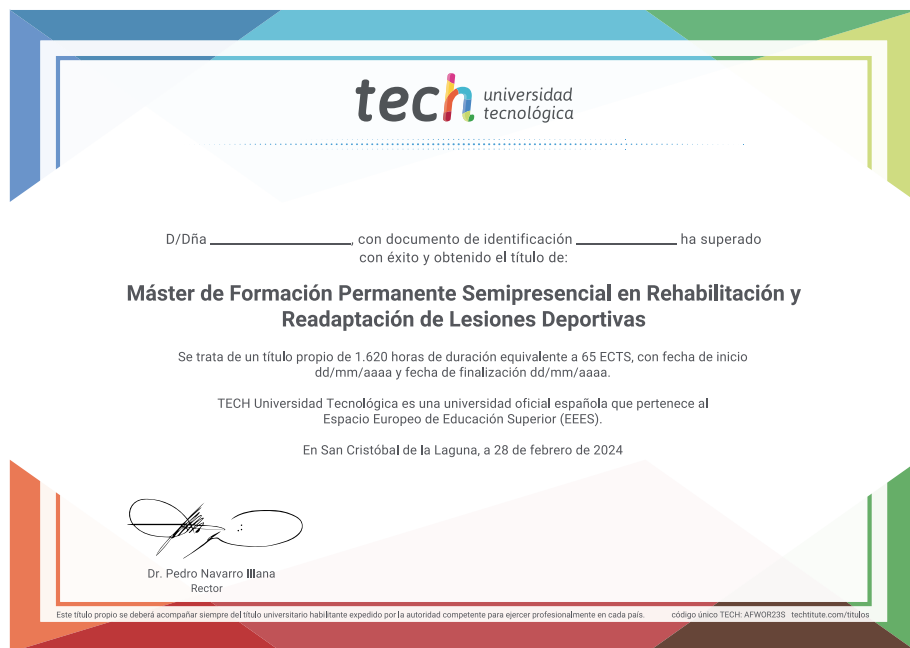 tech universidad
tecnológica
D/Dña ________________, con documento de identificación ____________ ha superado
con éxito y obtenido el título de:
Máster de Formación Permanente Semipresencial en Rehabilitación y
Readaptación de Lesiones Deportivas
Se trata de un título propio de 1.620 horas de duración equivalente a 65 ECTS, con fecha de inicio
dd/mm/aaaa y fecha de finalización dd/mm/aaaa.
TECH Universidad Tecnológica es una universidad oficial española que pertenece al
Espacio Europeo de Educación Superior (EEES).
En San Cristóbal de la Laguna, a 28 de febrero de 2024
Dr. Pedro Navarro Illana
Rector
Este título propio se deberá acompañar siempre del título universitario habilitante expedido por la autoridad competente para ejercer profesionalmente en cada país. código único TECH: AFWOR23S techtitute.com/titulos